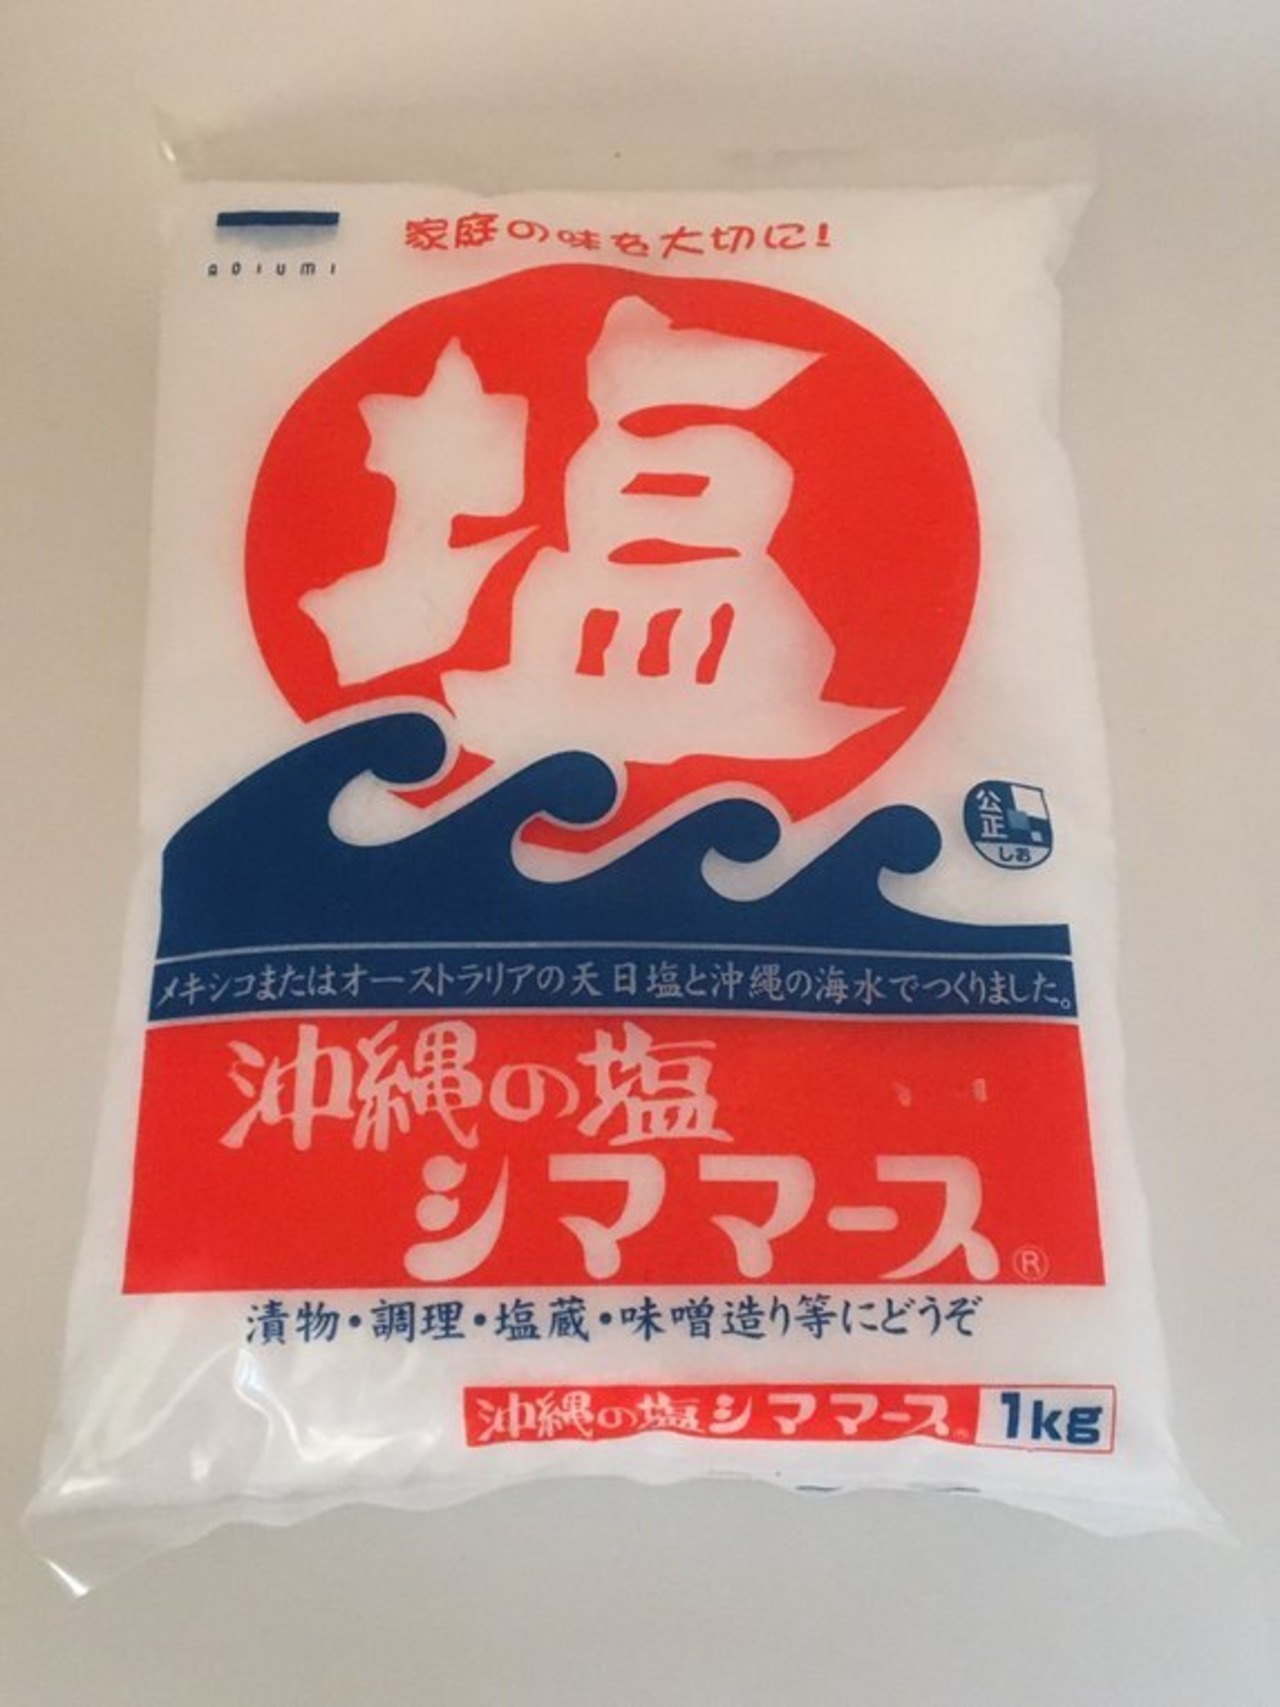 aoiumi
家庭の味を大切に!
塩
公正
しお
メキシコまたはオーストラリアの天日塩と沖縄の海水でつくりました。
沖縄の塩
シママース®
漬物・調理・塩蔵・味噌造り等にどうぞ
沖縄の塩シママース® 1kg